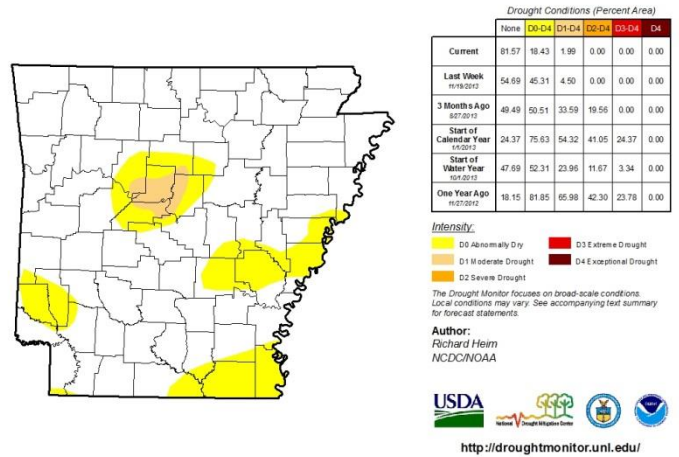 Drought Conditions (Percent Area)
None D0-D4 D1-D4 D2-D4 D3-D4 D4
Current 81.57 18.43 1.99 0.00 0.00 0.00
Last Week
11/19/2013 54.69 45.31 4.50 0.00 0.00 0.00
3 Months Ago
8/27/2013 49.49 50.51 33.59 19.56 0.00 0.00
Start of
Calendar Year
1/1/2013 24.37 75.63 54.32 41.05 24.37 0.00
Start of
Water Year
10/1/2013 47.69 52.31 23.96 11.67 3.34 0.00
One Year Ago
11/27/2012 18.15 81.85 65.98 42.30 23.78 0.00
Intensity:
D0 Abnormally Dry D3 Extreme Drought
D1 Moderate Drought D4 Exceptional Drought
D2 Severe Drought
The Drought Monitor focuses on broad-scale conditions.
Local conditions may vary. See accompanying text summary
for forecast statements.
Author:
Richard Heim
NCDC/NOAA
USDA
National Drought Mitigation Center
http://droughtmonitor.unl.edu/